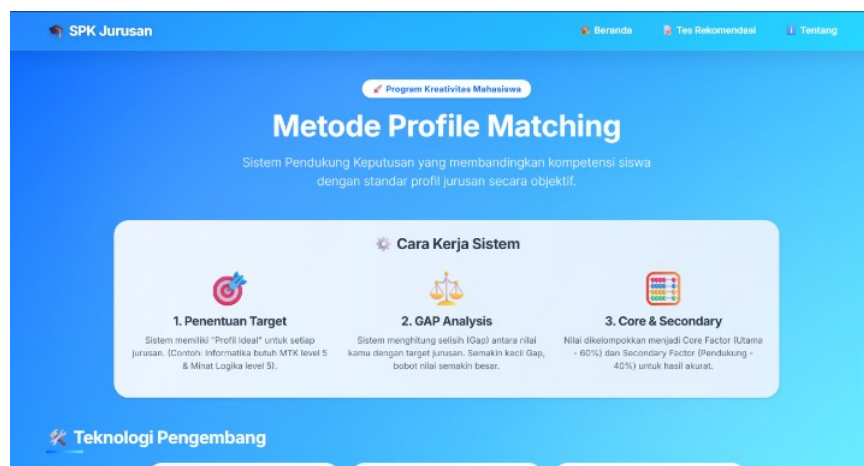 SPK Jurusan
Beranda
Tes Rekomendasi
Tentang
Program Kreativitas Mahasiswa
Metode Profile Matching
Sistem Pendukung Keputusan yang membandingkan kompetensi siswa
dengan standar profil jurusan secara objektif.
Cara Kerja Sistem
1. Penentuan Target
Sistem memiliki "Profil Ideal" untuk setiap
jurusan. (Contoh: Informatika butuh MTK level 5
& Minat Logika level 5).
2. GAP Analysis
Sistem menghitung selisih (Gap) antara nilai
kamu dengan target jurusan. Semakin kecil Gap,
bobot nilai semakin besar.
3. Core & Secondary
Nilai dikelompokkan menjadi Core Factor (Utama
- 60%) dan Secondary Factor (Pendukung -
40%) untuk hasil akurat.
Teknologi Pengembang